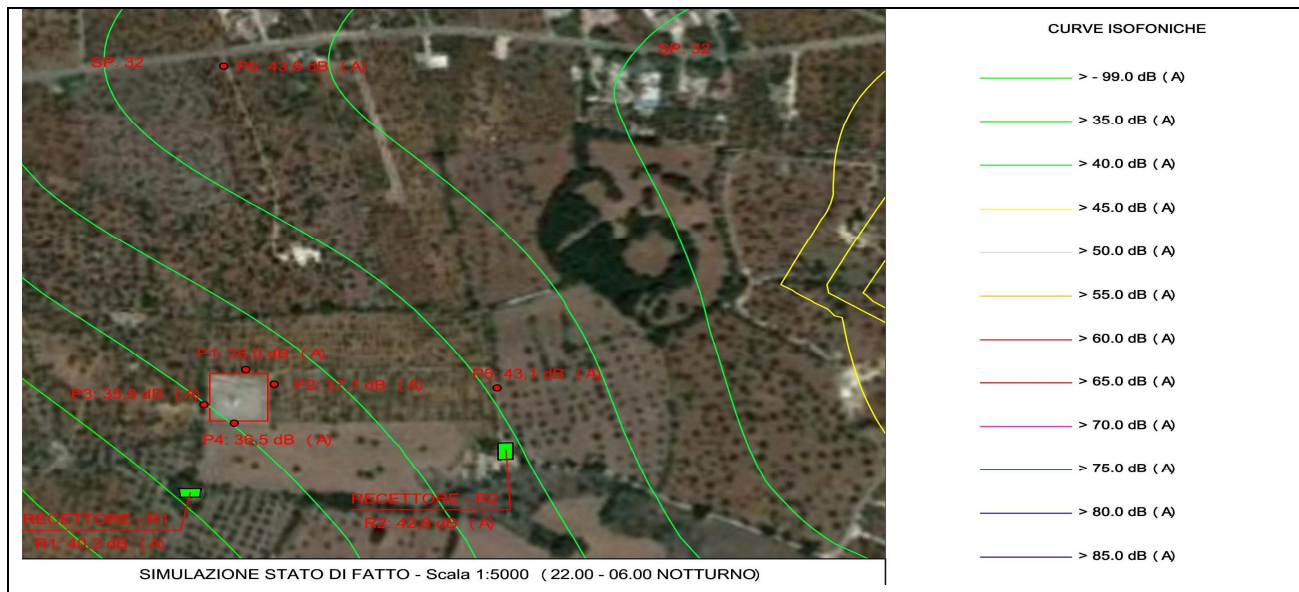 SP. 32
SP. 32
P6: 43,6 dB (A)
P1: 36,9 dB (A)
P2: 37,1 dB (A)
P3: 35,9 dB (A)
P4: 36,5 dB (A)
P5: 43,1 dB (A)
RECETTORE - R1
R1: 40,2 dB (A)
RECETTORE - R2
R2: 42,8 dB (A)
SIMULAZIONE STATO DI FATTO - Scala 1:5000 (22.00 - 06.00 NOTTURNO)
CURVE ISOFONICHE
> - 99.0 dB (A)
> 35.0 dB (A)
> 40.0 dB (A)
> 45.0 dB (A)
> 50.0 dB (A)
> 55.0 dB (A)
> 60.0 dB (A)
> 65.0 dB (A)
> 70.0 dB (A)
> 75.0 dB (A)
> 80.0 dB (A)
> 85.0 dB (A)